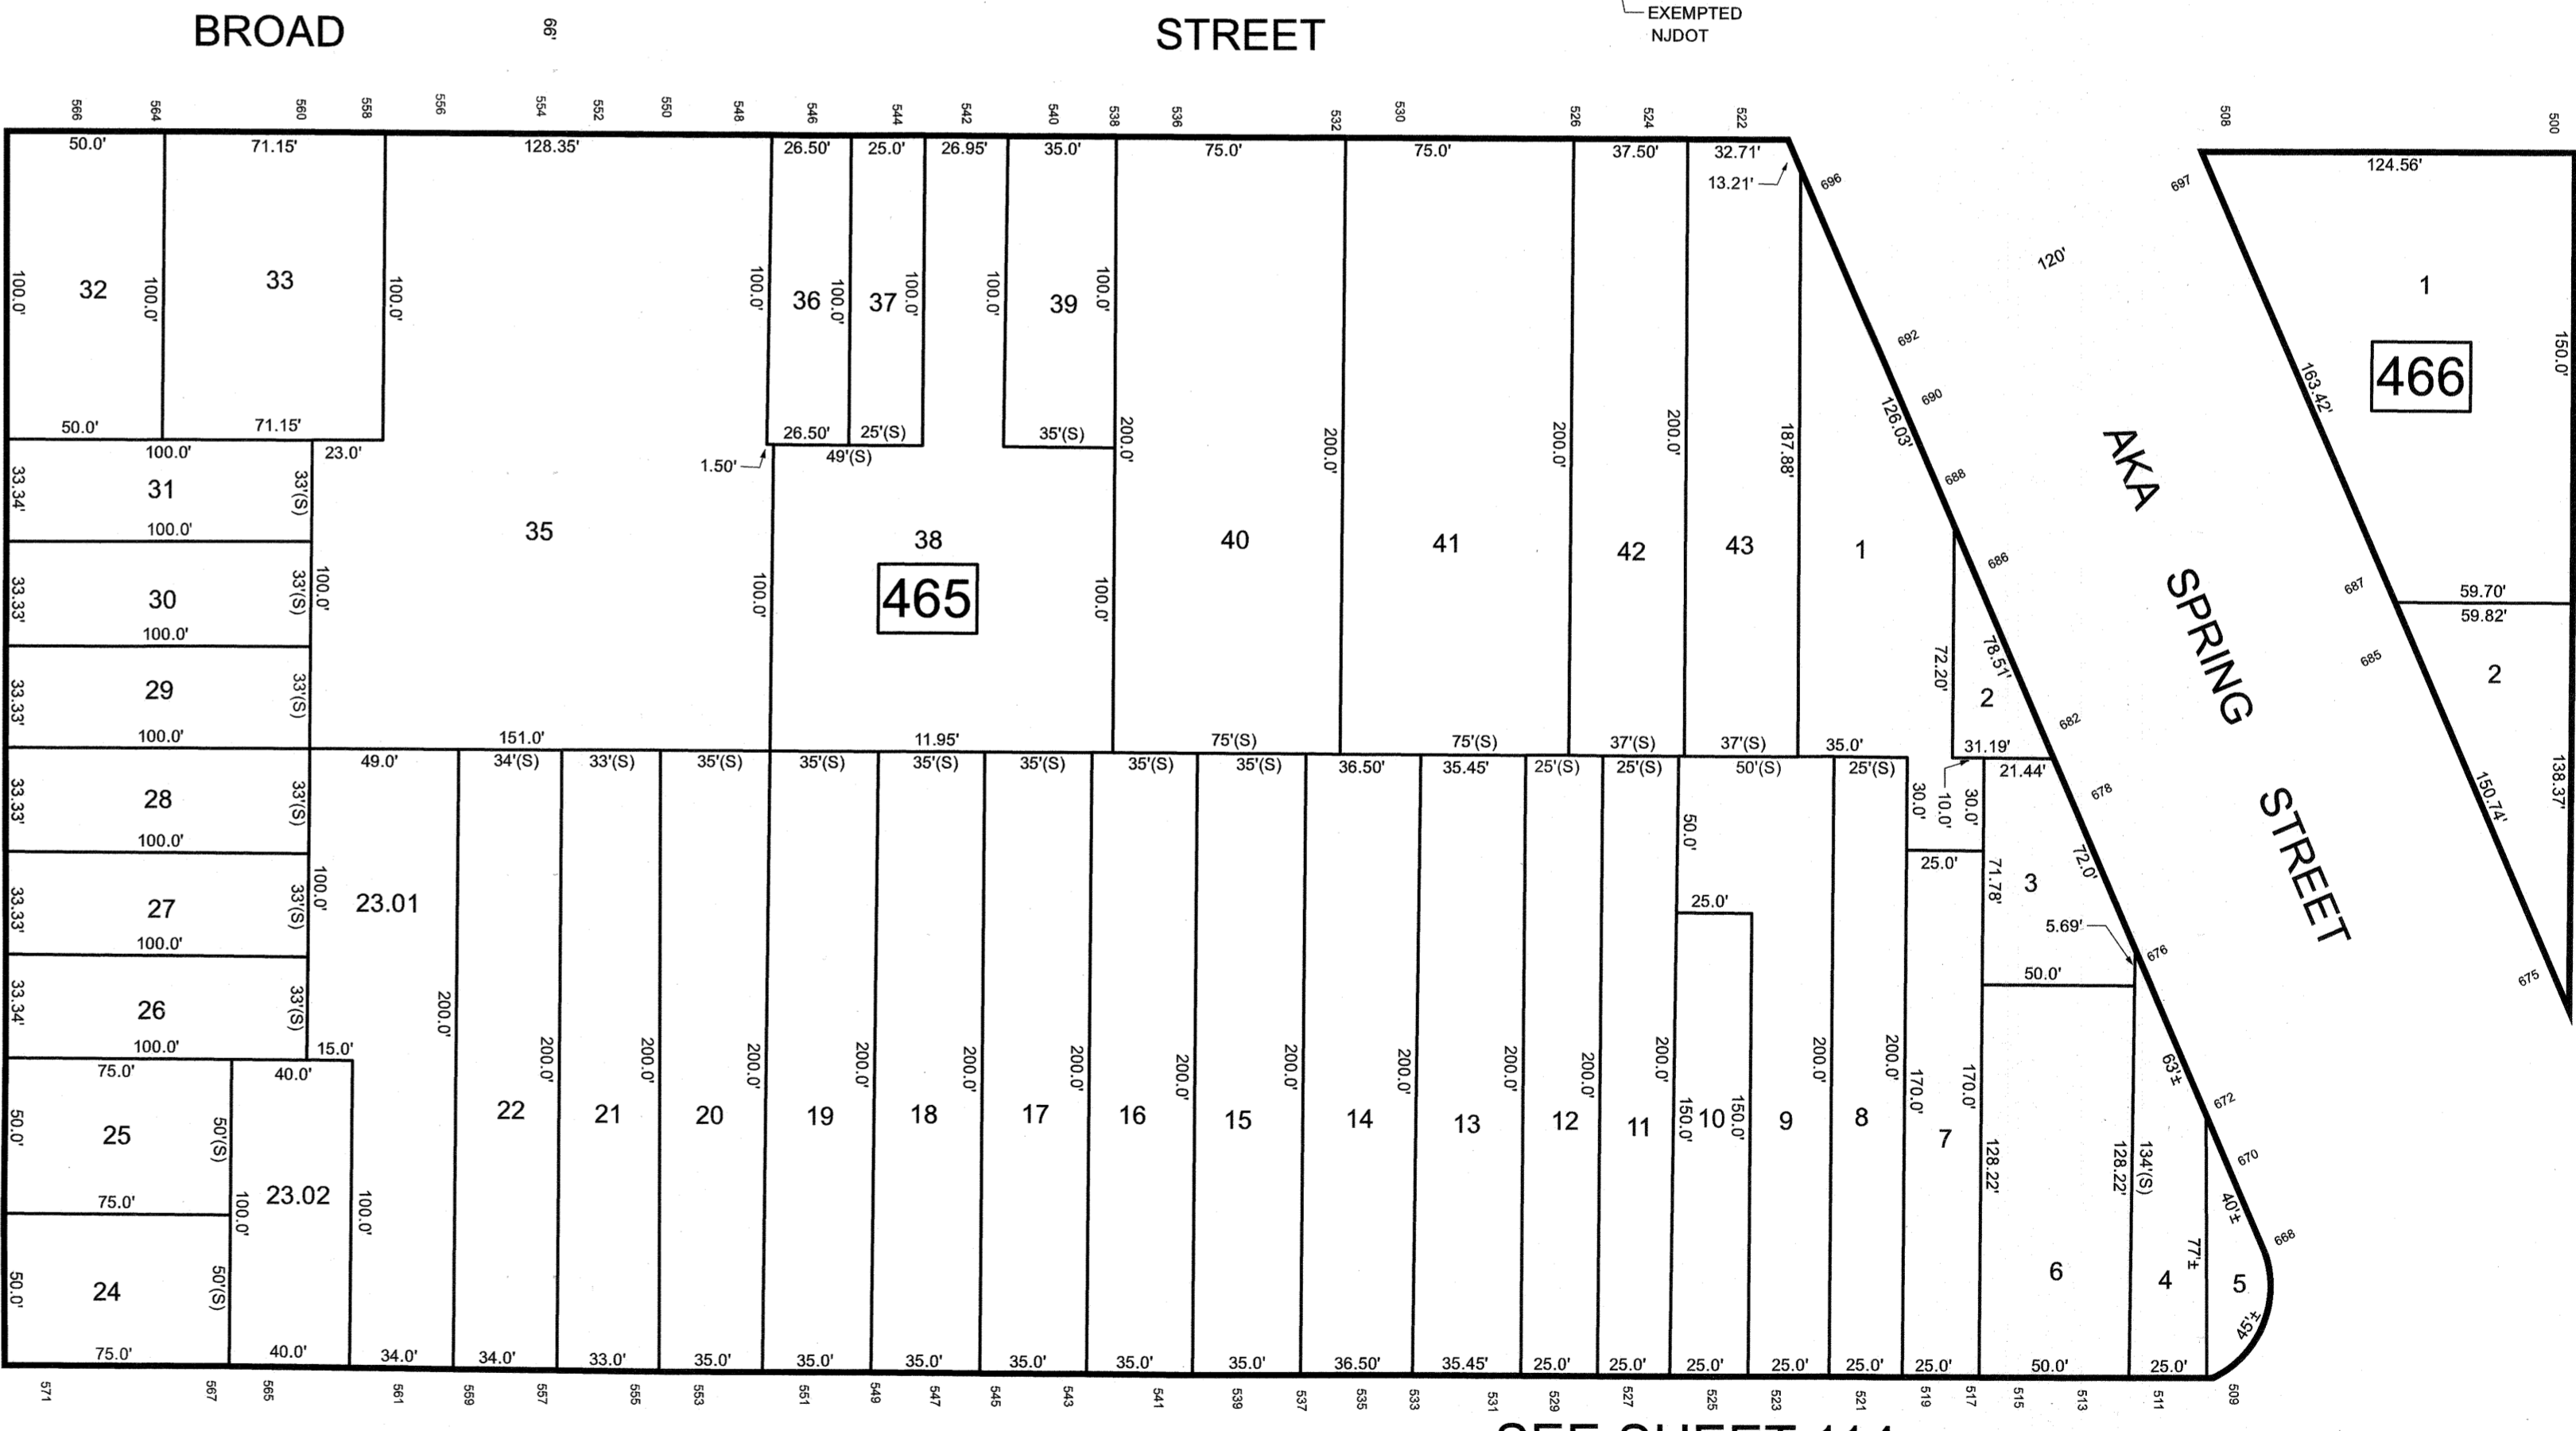 EXEMPTED
NJDOT
BROAD 66' STREET
566 564 560 558 556 554 552 550 548 546 544 542 540 538 536 532 530 526 524 522 508 500
50.0' 71.15' 128.35' 26.50' 25.0' 26.95' 35.0' 75.0' 75.0' 37.50' 32.71' 124.56'
13.21' 696 697
120'
100.0' 32 100.0' 33 100.0' 100.0' 36 100.0' 37 100.0' 100.0' 39 100.0' 1 150.0'
692 690 126.03' 163.42' 466
50.0' 71.15' 26.50' 25'(S) 35'(S) 200.0' 200.0' 200.0' 200.0' 187.88'
100.0' 23.0' 1.50' 49'(S)
33.34' 31 33'(S) 688
100.0' 35 38 40 41 42 43 1 686
AKA SPRING STREET
33.33' 30 33'(S) 100.0' 100.0' 465 100.0' 687 59.70'
100.0' 59.82'
33.33' 29 33'(S) 72.20' 78.51' 2 682 685 2
100.0' 151.0' 11.95' 75'(S) 75'(S) 37'(S) 37'(S) 35.0' 31.19'
49.0' 34'(S) 33'(S) 35'(S) 35'(S) 35'(S) 35'(S) 35'(S) 35'(S) 36.50' 35.45' 25'(S) 25'(S) 50'(S) 25'(S) 21.44'
33.33' 28 33'(S) 50.0' 30.0' 10.0' 30.0' 678 150.74' 138.37'
100.0' 25.0' 72.0'
33.33' 27 33'(S) 100.0' 23.01 25.0' 71.78' 3
100.0' 5.69' 676 675
33.34' 26 33'(S) 200.0' 50.0'
100.0' 15.0'
75.0' 40.0' 200.0' 200.0' 200.0' 200.0' 200.0' 200.0' 200.0' 200.0' 200.0' 200.0' 200.0' 200.0' 200.0' 200.0' 170.0' 170.0' 63'± 672
50.0' 25 50'(S) 22 21 20 19 18 17 16 15 14 13 12 11 150.0' 10 150.0' 9 8 7 128.22' 128.22' 134'(S) 670
75.0' 100.0' 23.02 100.0' 40'± 668
50.0' 24 50'(S) 6 4 77'± 5 45'±
75.0' 40.0' 34.0' 34.0' 33.0' 35.0' 35.0' 35.0' 35.0' 35.0' 35.0' 36.50' 35.45' 25.0' 25.0' 25.0' 25.0' 25.0' 25.0' 50.0' 25.0'
571 567 565 561 559 557 555 553 551 549 547 545 543 541 539 537 535 533 531 529 527 525 523 521 519 517 515 513 511 509
SEE SHEET 114